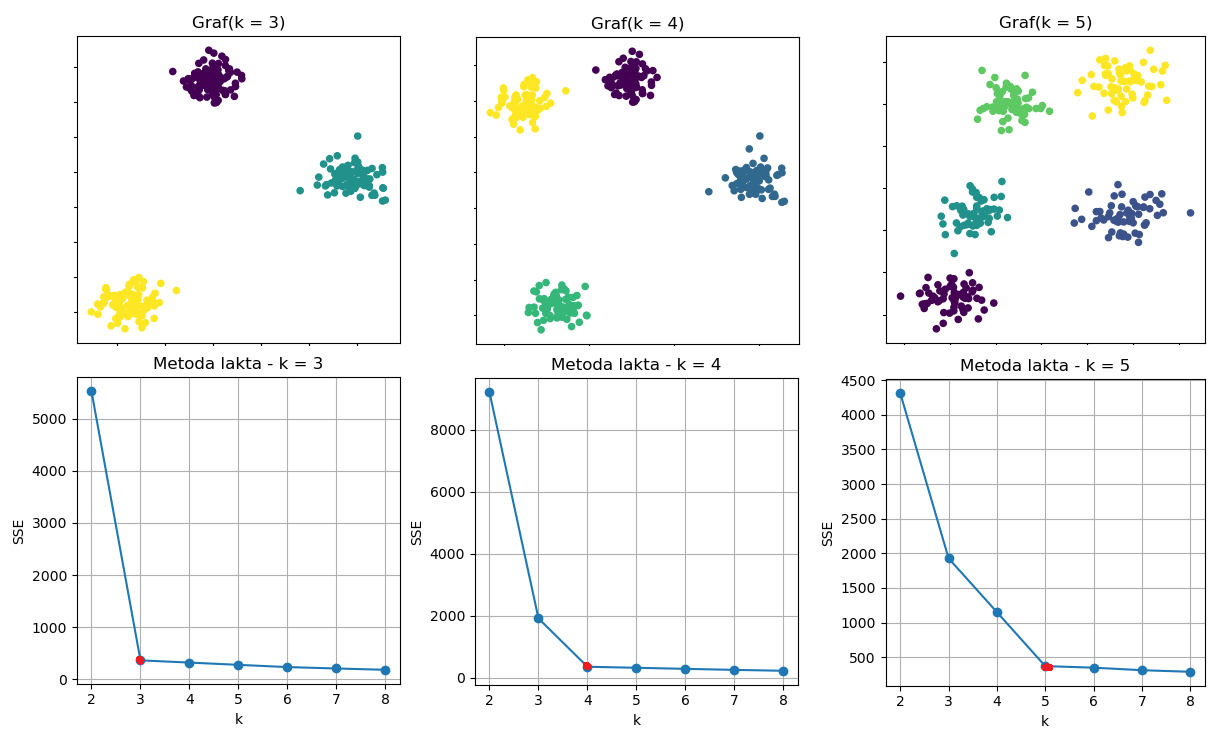 Graf(k = 3)
Graf(k = 4)
Graf(k = 5)
Metoda lakta - k = 3
SSE
5000
4000
3000
2000
1000
0
2 3 4 5 6 7 8
k
Metoda lakta - k = 4
SSE
8000
6000
4000
2000
0
2 3 4 5 6 7 8
k
Metoda lakta - k = 5
SSE
4500
4000
3500
3000
2500
2000
1500
1000
500
2 3 4 5 6 7 8
k